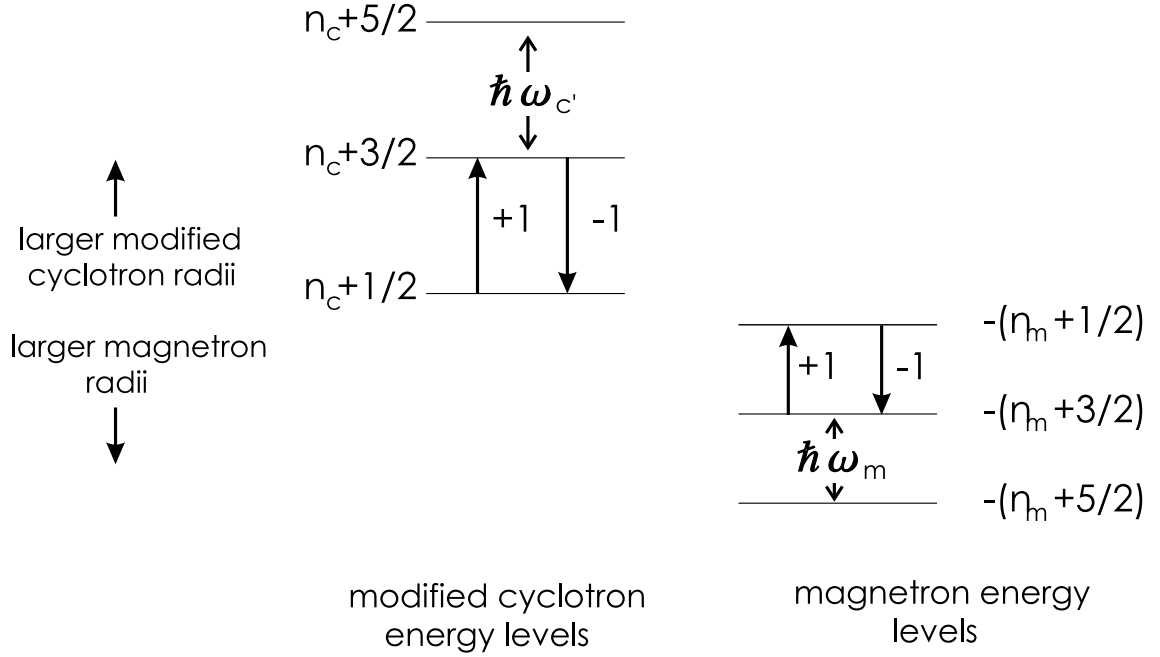 n_c+5/2
ℏω_c'
n_c+3/2
+1
-1
n_c+1/2
larger modified
cyclotron radii
larger magnetron
radii
-(n_m+1/2)
+1
-1
-(n_m+3/2)
ℏω_m
-(n_m+5/2)
modified cyclotron
energy levels
magnetron energy
levels